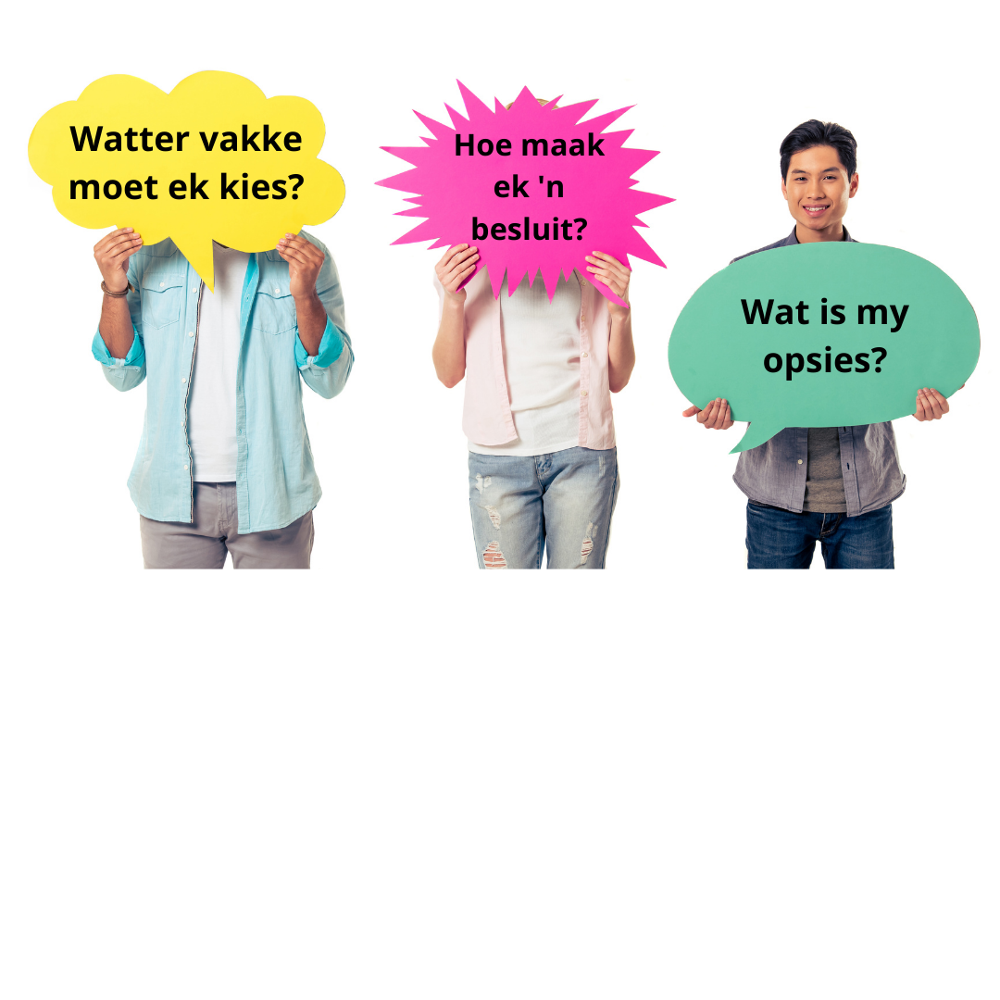 Watter vakke
moet ek kies?
Hoe maak
ek 'n
besluit?
Wat is my
opsies?